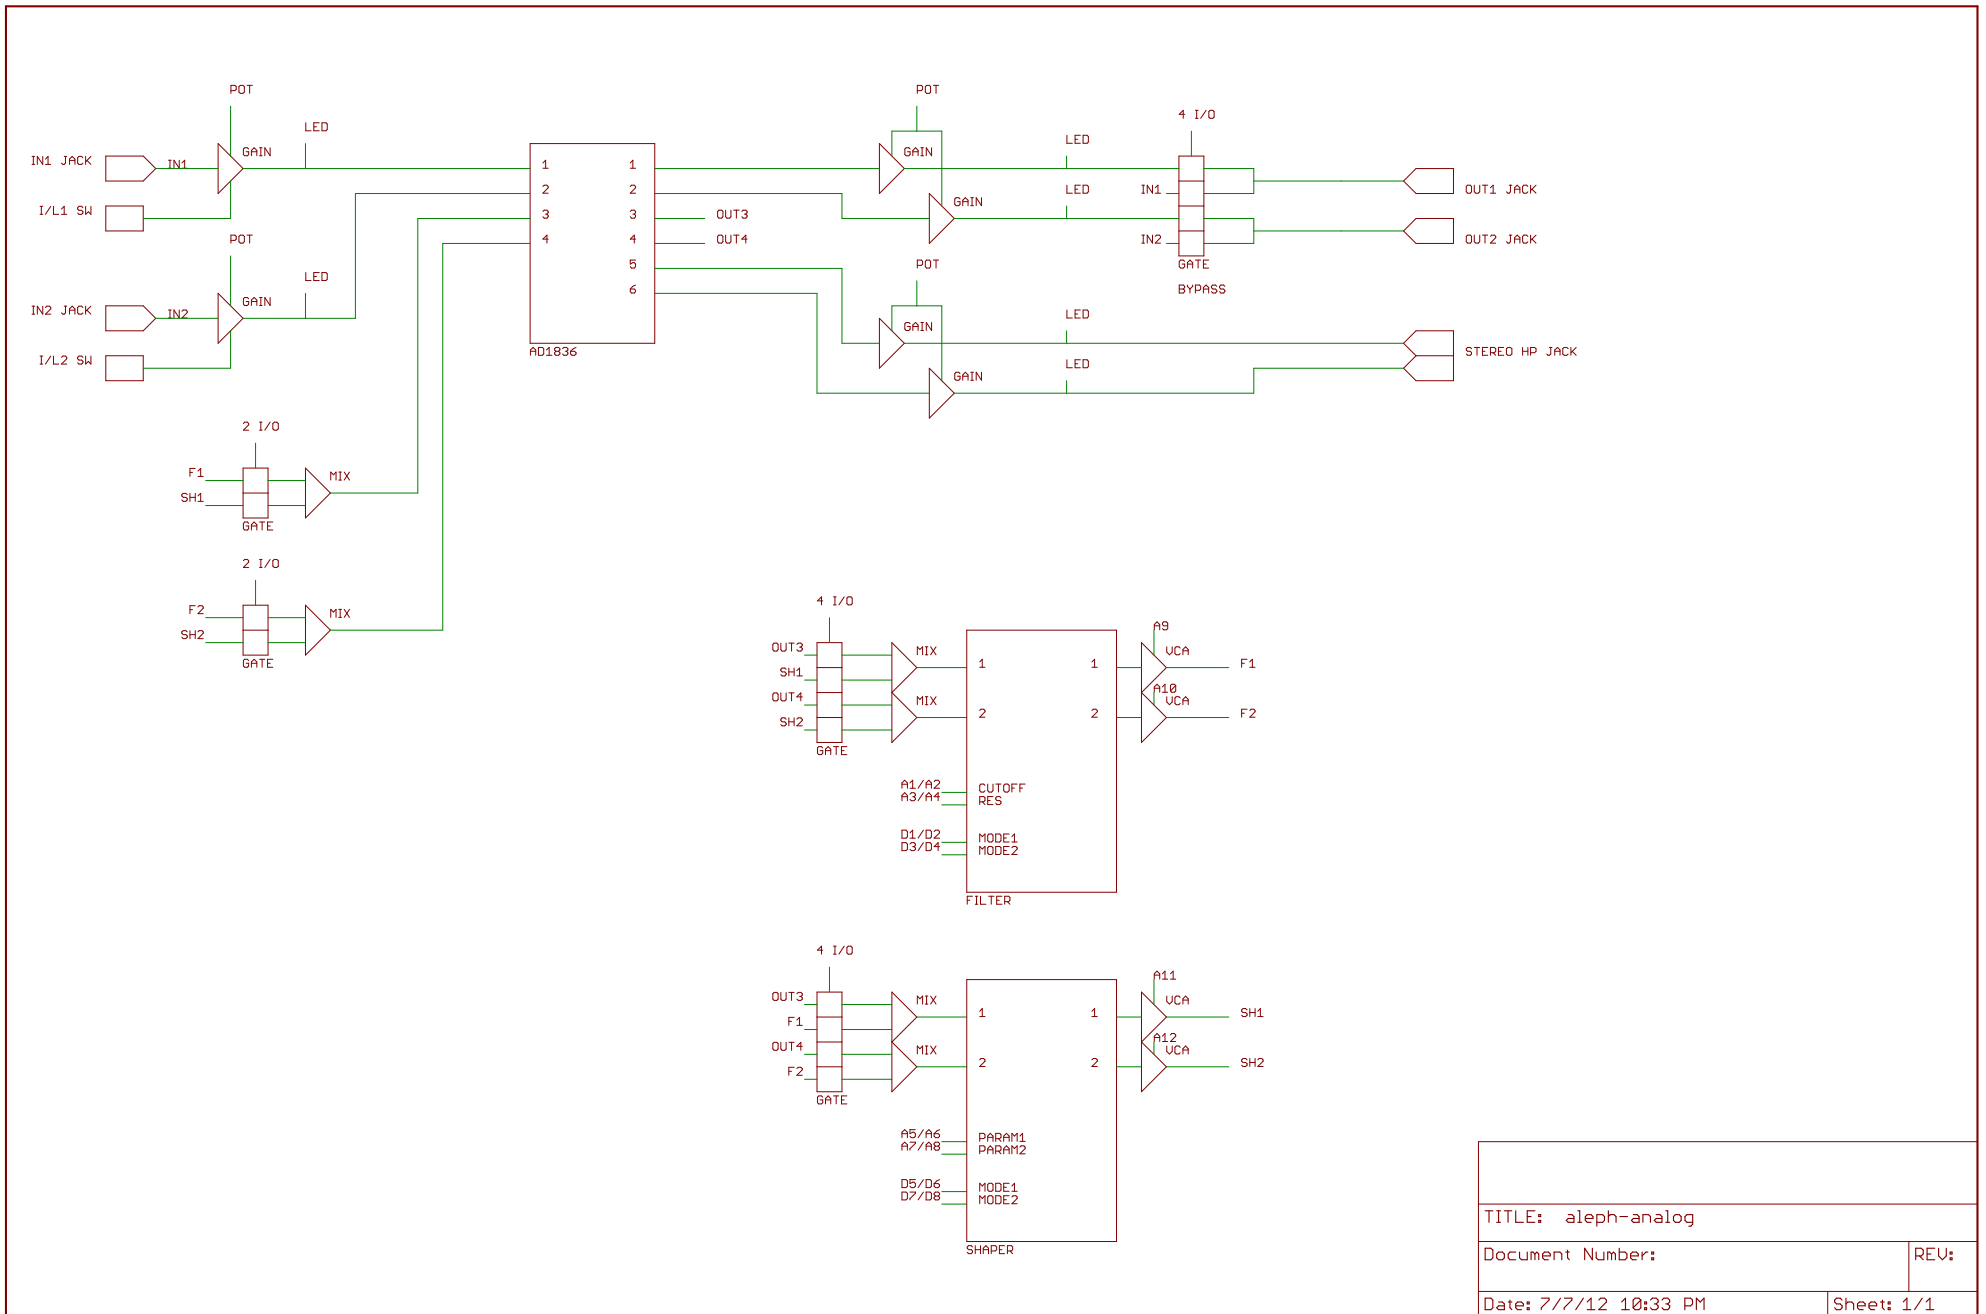 POT
POT
4 I/O
LED
LED
IN1 JACK
IN1
GAIN
1
1
GAIN
I/L1 SW
2
2
LED
IN1
OUT1 JACK
3
3
OUT3
GAIN
POT
4
4
OUT4
IN2
OUT2 JACK
5
POT
GATE
LED
6
BYPASS
IN2 JACK
IN2
GAIN
GAIN
LED
I/L2 SW
AD1836
STEREO HP JACK
LED
GAIN
2 I/O
F1
MIX
SH1
GATE
2 I/O
F2
MIX
SH2
GATE
4 I/O
OUT3
MIX
SH1
OUT4
MIX
SH2
GATE
1
1
A9
VCA
F1
2
2
A10
VCA
F2
A1/A2
CUTOFF
A3/A4
RES
D1/D2
MODE1
D3/D4
MODE2
FILTER
4 I/O
OUT3
MIX
F1
OUT4
MIX
F2
GATE
1
1
A11
VCA
SH1
2
2
A12
VCA
SH2
A5/A6
PARAM1
A7/A8
PARAM2
D5/D6
MODE1
D7/D8
MODE2
SHAPER
TITLE: aleph-analog
Document Number:
REV:
Date: 7/7/12 10:33 PM
Sheet: 1/1